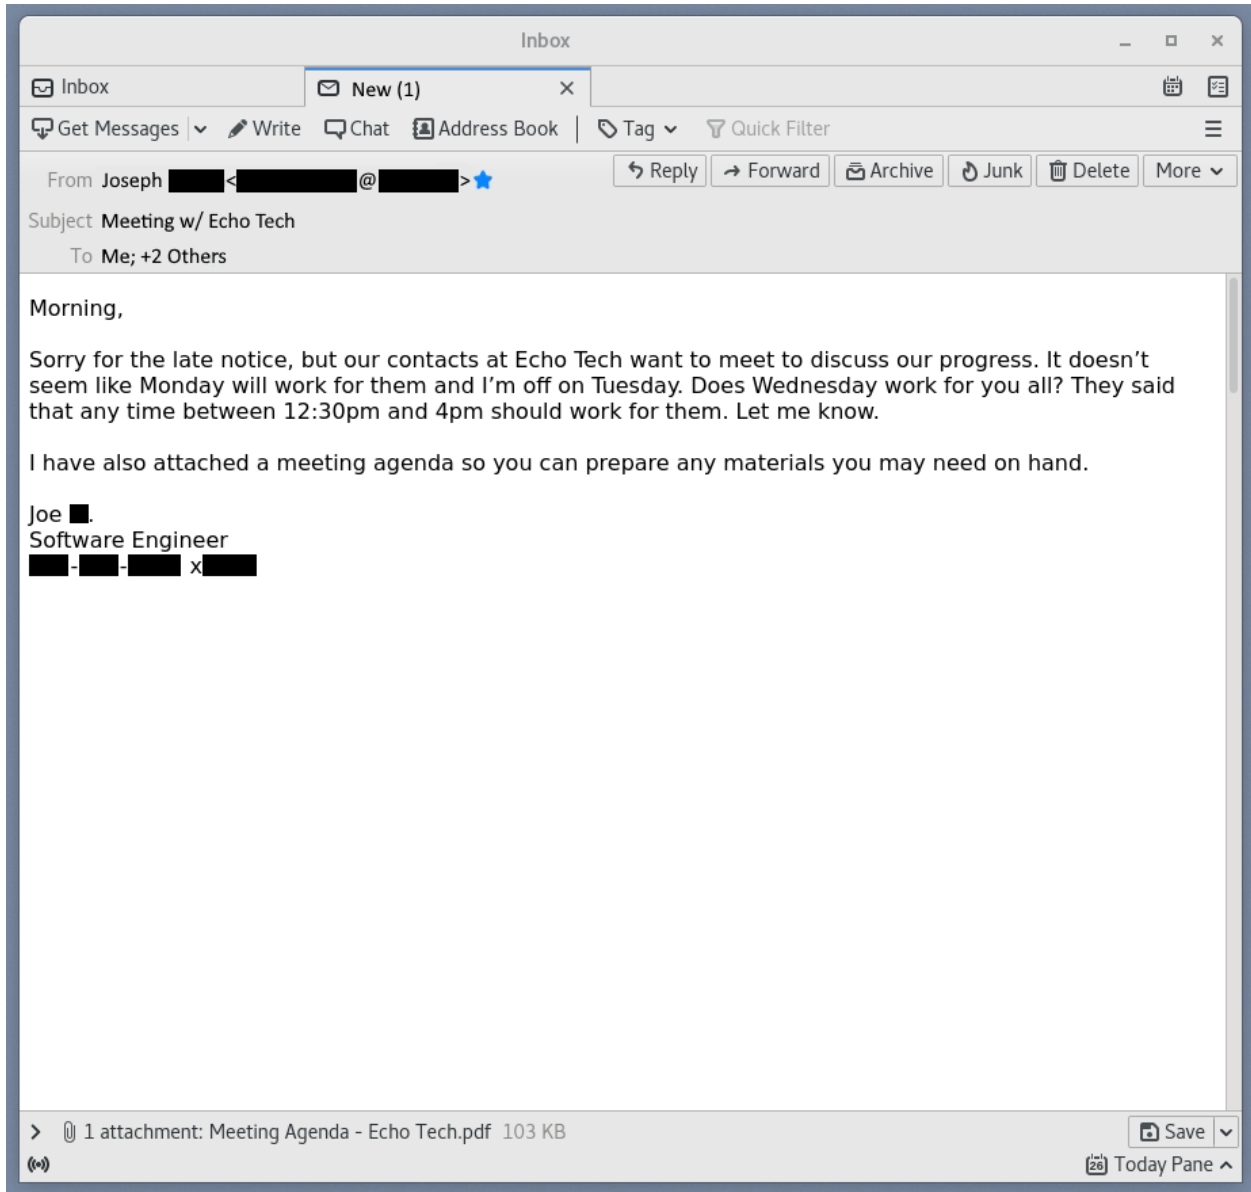 Inbox
Inbox
New (1)
Get Messages Write Chat Address Book Tag Quick Filter
From Joseph < @ >
Reply Forward Archive Junk Delete More
Subject Meeting w/ Echo Tech
To Me; +2 Others
Morning,
Sorry for the late notice, but our contacts at Echo Tech want to meet to discuss our progress. It doesn’t
seem like Monday will work for them and I’m off on Tuesday. Does Wednesday work for you all? They said
that any time between 12:30pm and 4pm should work for them. Let me know.
I have also attached a meeting agenda so you can prepare any materials you may need on hand.
Joe .
Software Engineer
- - x
1 attachment: Meeting Agenda - Echo Tech.pdf 103 KB
Save
26 Today Pane